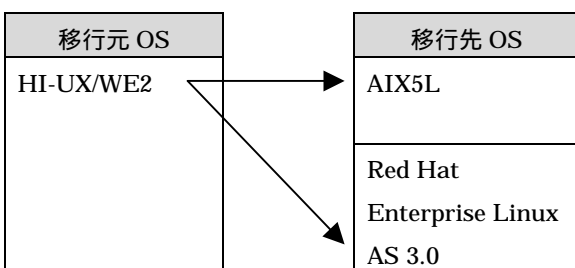 移行元 OS
HI-UX/WE2
移行先 OS
AIX5L
Red Hat
Enterprise Linux
AS 3.0